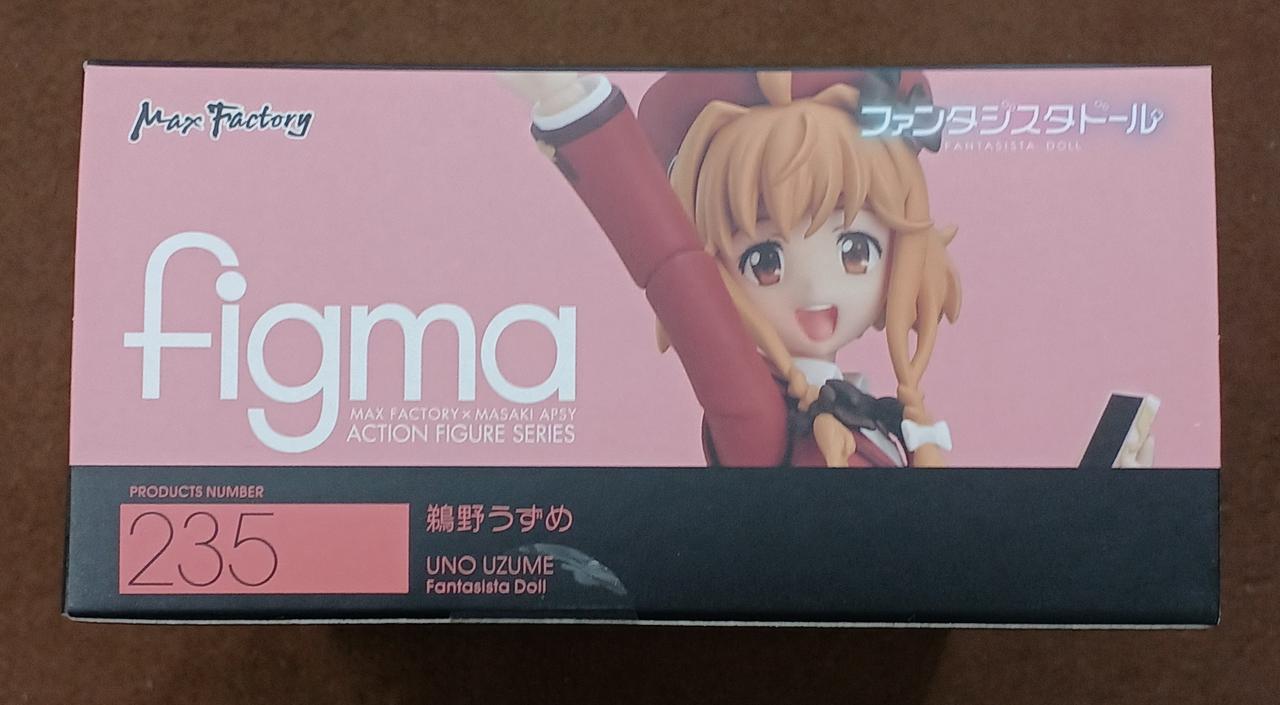 Max Factory
ファンタジスタドール
FANTASISTA DOLL
figma
MAX FACTORY×MASAKI APSY
ACTION FIGURE SERIES
PRODUCTS NUMBER
235
鵜野うずめ
UNO UZUME
Fantasista Doll